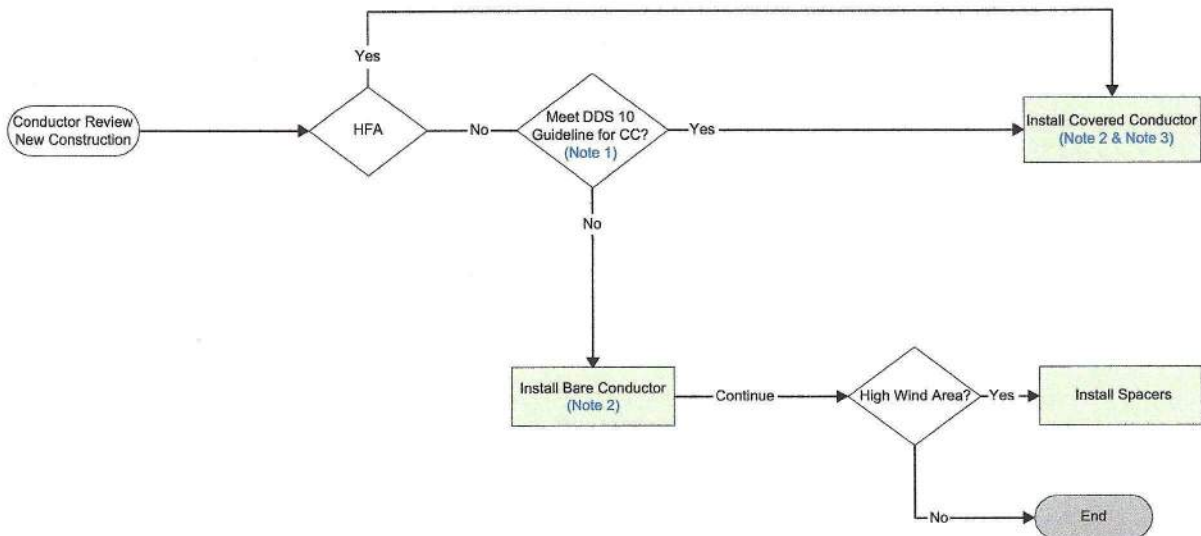 Yes
Conductor Review
New Construction
HFA
No
Meet DDS 10
Guideline for CC?
(Note 1)
Yes
Install Covered Conductor
(Note 2 & Note 3)
No
Install Bare Conductor
(Note 2)
Continue
High Wind Area?
Yes
Install Spacers
No
End